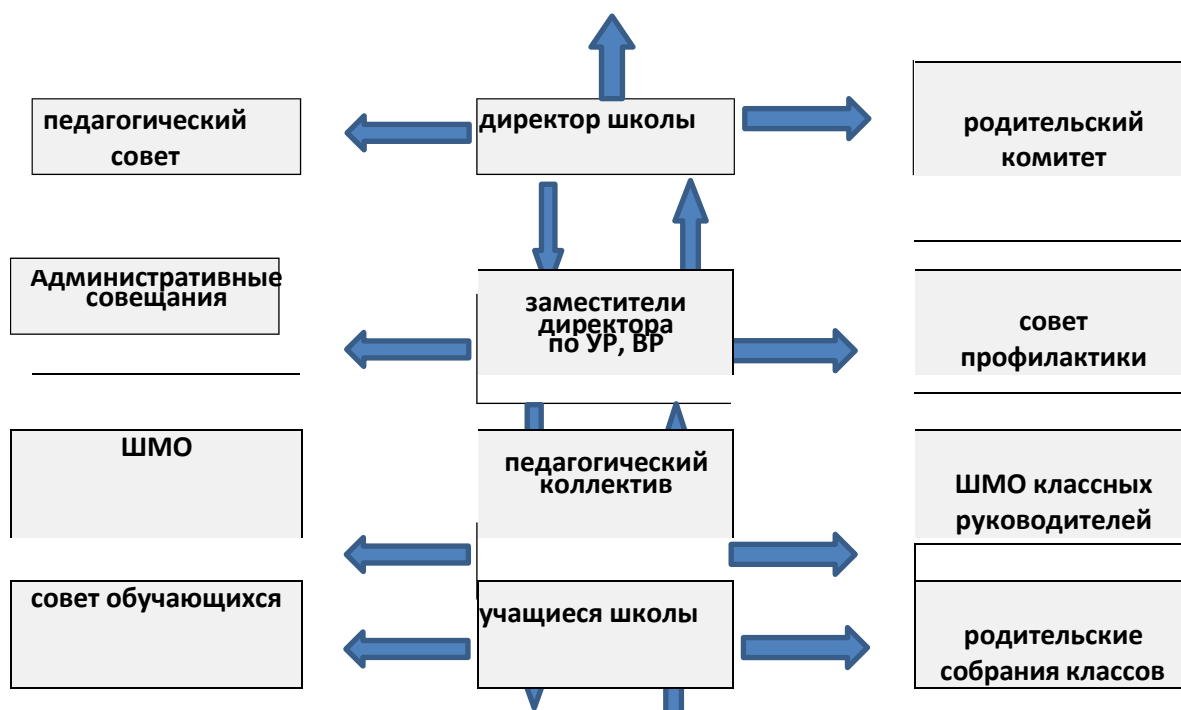 педагогический
совет
директор школы
родительский
комитет
Административные
совещания
заместители
директора
по УР, ВР
совет
профилактики
ШМО
педагогический
коллектив
ШМО классных
руководителей
совет обучающихся
учащиеся школы
родительские
собрания классов